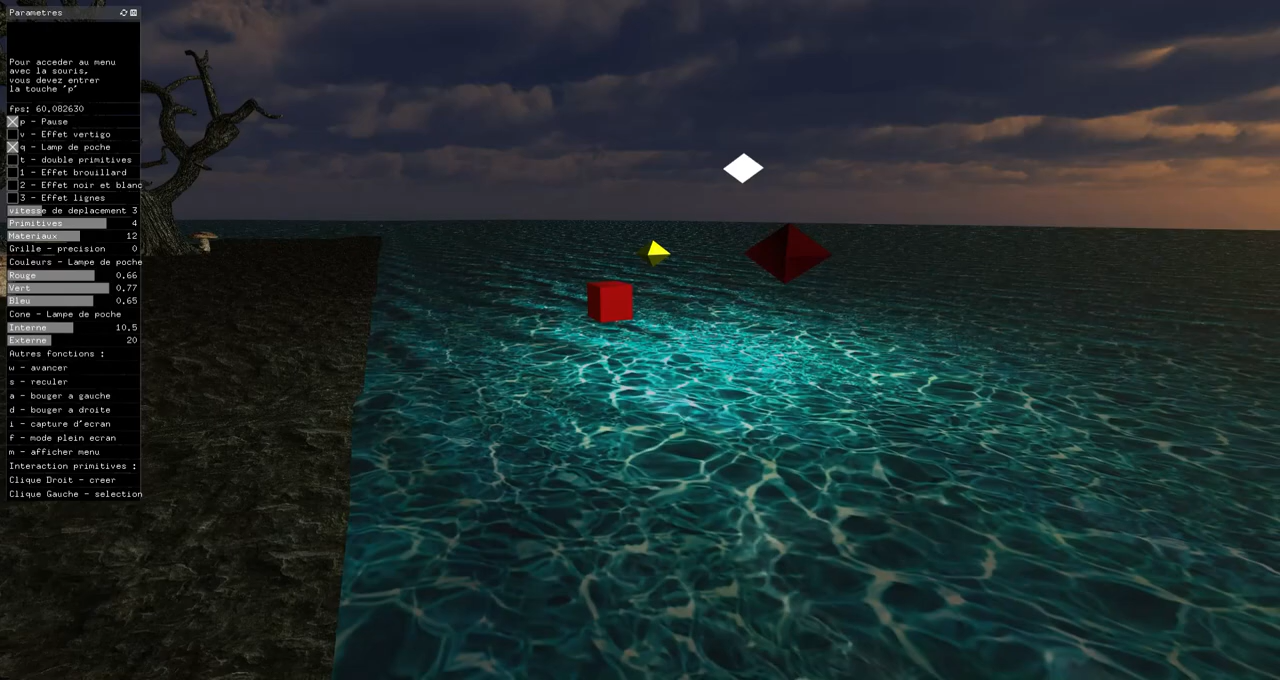 Parametres
Pour acceder au menu
avec la souris,
vous devez entrer
la touche 'p'
fps: 60.082630
p - Pause
v - Effet vertigo
q - Lamp de poche
t - double primitives
1 - Effet brouillard
2 - Effet noir et blanc
3 - Effet lignes
vitesse de deplacement 3
Primitives 4
Materiaux 12
Grille - precision 0
Couleurs - Lampe de poche
Rouge 0.66
Vert 0.77
Bleu 0.65
Cone - Lampe de poche
Interne 10.5
Externe 20
Autres fonctions :
w - avancer
s - reculer
a - bouger a gauche
d - bouger a droite
i - capture d'ecran
f - mode plein ecran
m - afficher menu
Interaction primitives :
Clique Droit - creer
Clique Gauche - selection